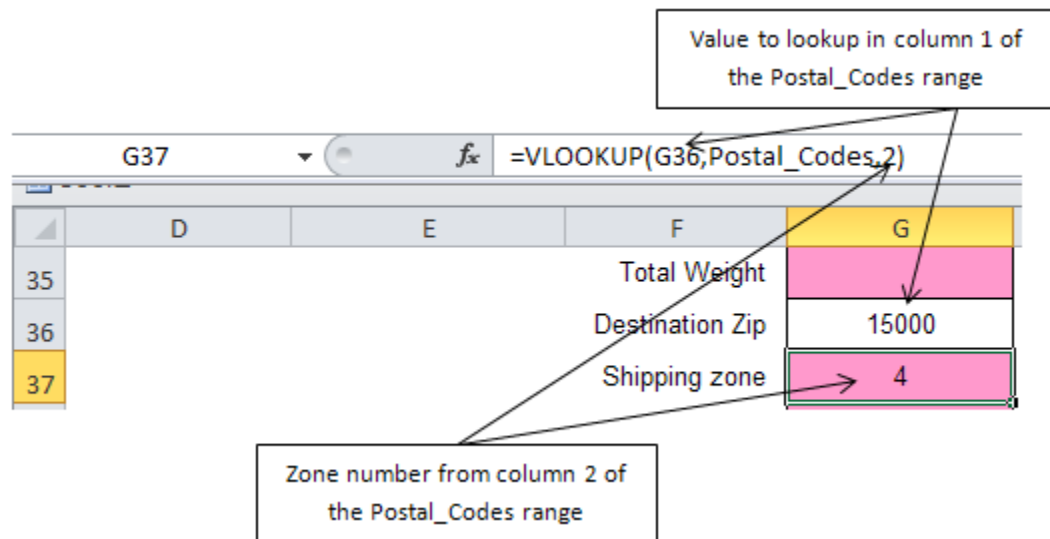 Value to lookup in column 1 of
the Postal_Codes range
G37 fx =VLOOKUP(G36,Postal_Codes,2)
D E F G
35 Total Weight
36 Destination Zip 15000
37 Shipping zone 4
Zone number from column 2 of
the Postal_Codes range